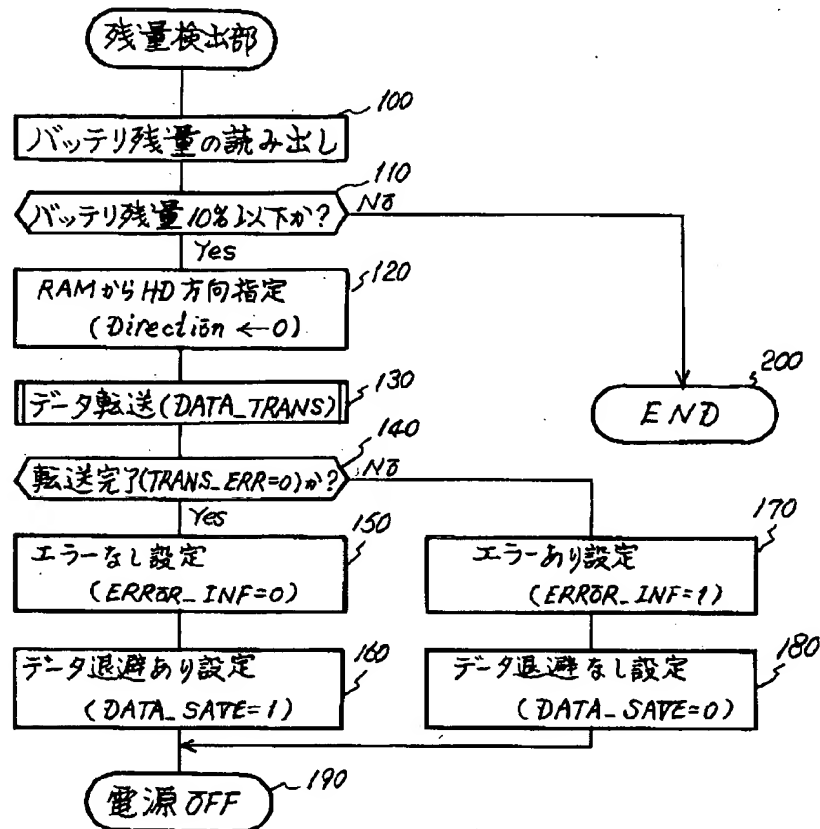 残量検出部
100
バッテリ残量の読み出し
110
バッテリ残量10%以下か?
No
Yes
120
RAMからHD方向指定
(Direction ←0)
130
データ転送(DATA_TRANS)
200
END
140
転送完了(TRANS_ERR=0)か?
No
Yes
150
エラーなし設定
(ERROR_INF=0)
170
エラーあり設定
(ERROR_INF=1)
160
データ退避あり設定
(DATA_SAVE=1)
180
データ退避なし設定
(DATA_SAVE=0)
190
電源OFF